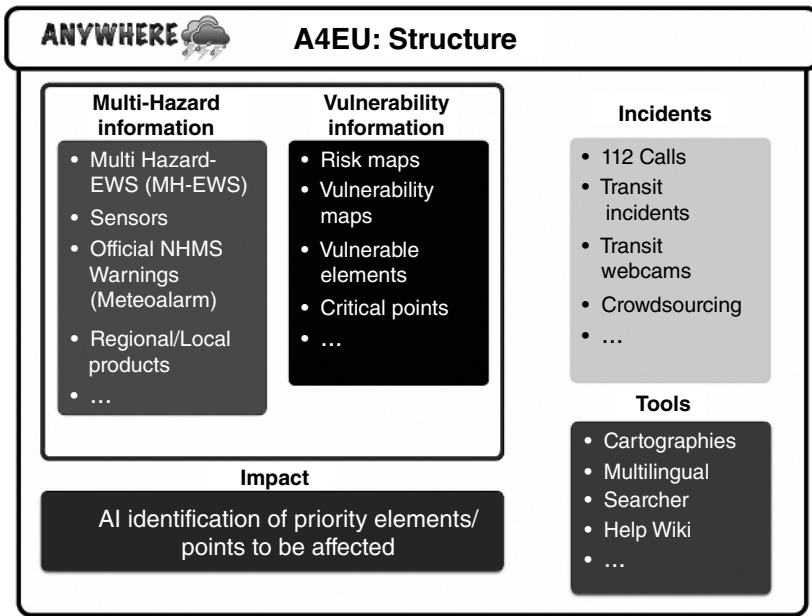 ANYWHERE
A4EU: Structure
Multi-Hazard
information
• Multi Hazard-
EWS (MH-EWS)
• Sensors
• Official NHMS
Warnings
(Meteoalarm)
• Regional/Local
products
• ...
Vulnerability
information
• Risk maps
• Vulnerability
maps
• Vulnerable
elements
• Critical points
• ...
Impact
AI identification of priority elements/
points to be affected
Incidents
• 112 Calls
• Transit
incidents
• Transit
webcams
• Crowdsourcing
• ...
Tools
• Cartographies
• Multilingual
• Searcher
• Help Wiki
• ...